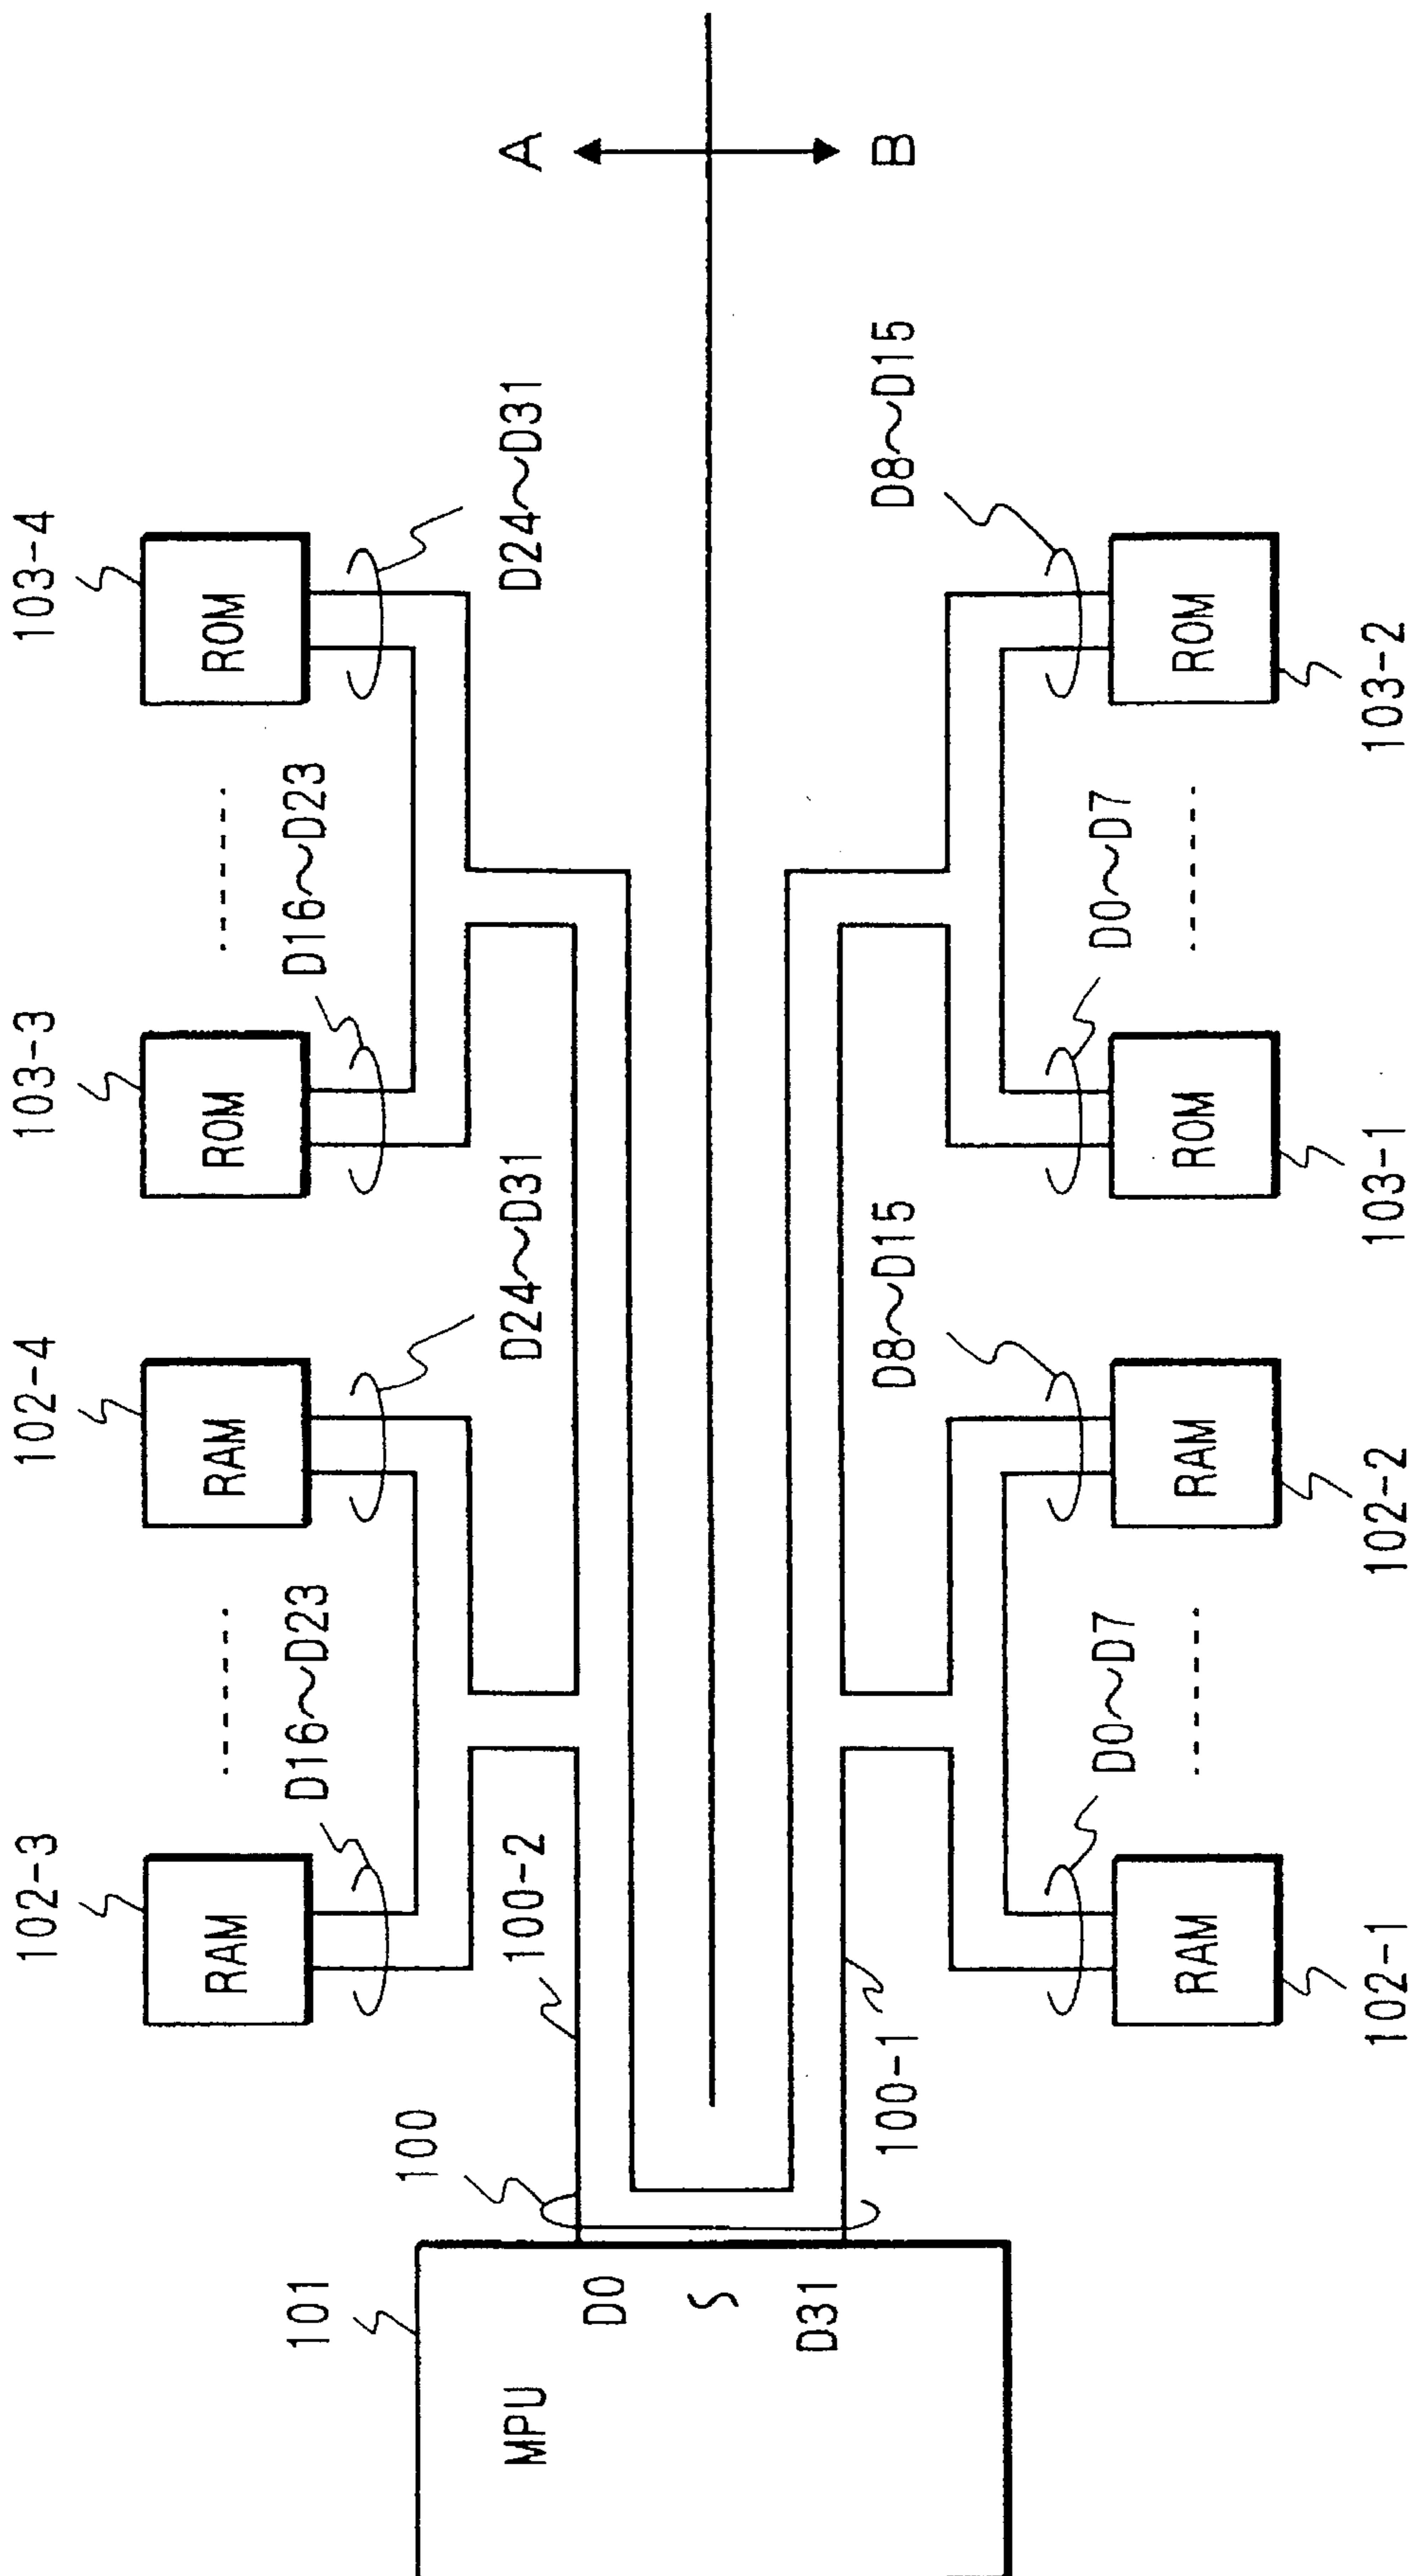 102-3
102-4
103-3
103-4
RAM
RAM
ROM
ROM
101
D16~D23
D16~D23
100
MPU
100-2
D24~D31
D24~D31
A
D0
~
D31
100-1
D8~D15
D8~D15
B
D0~D7
D0~D7
RAM
RAM
ROM
ROM
102-1
102-2
103-1
103-2